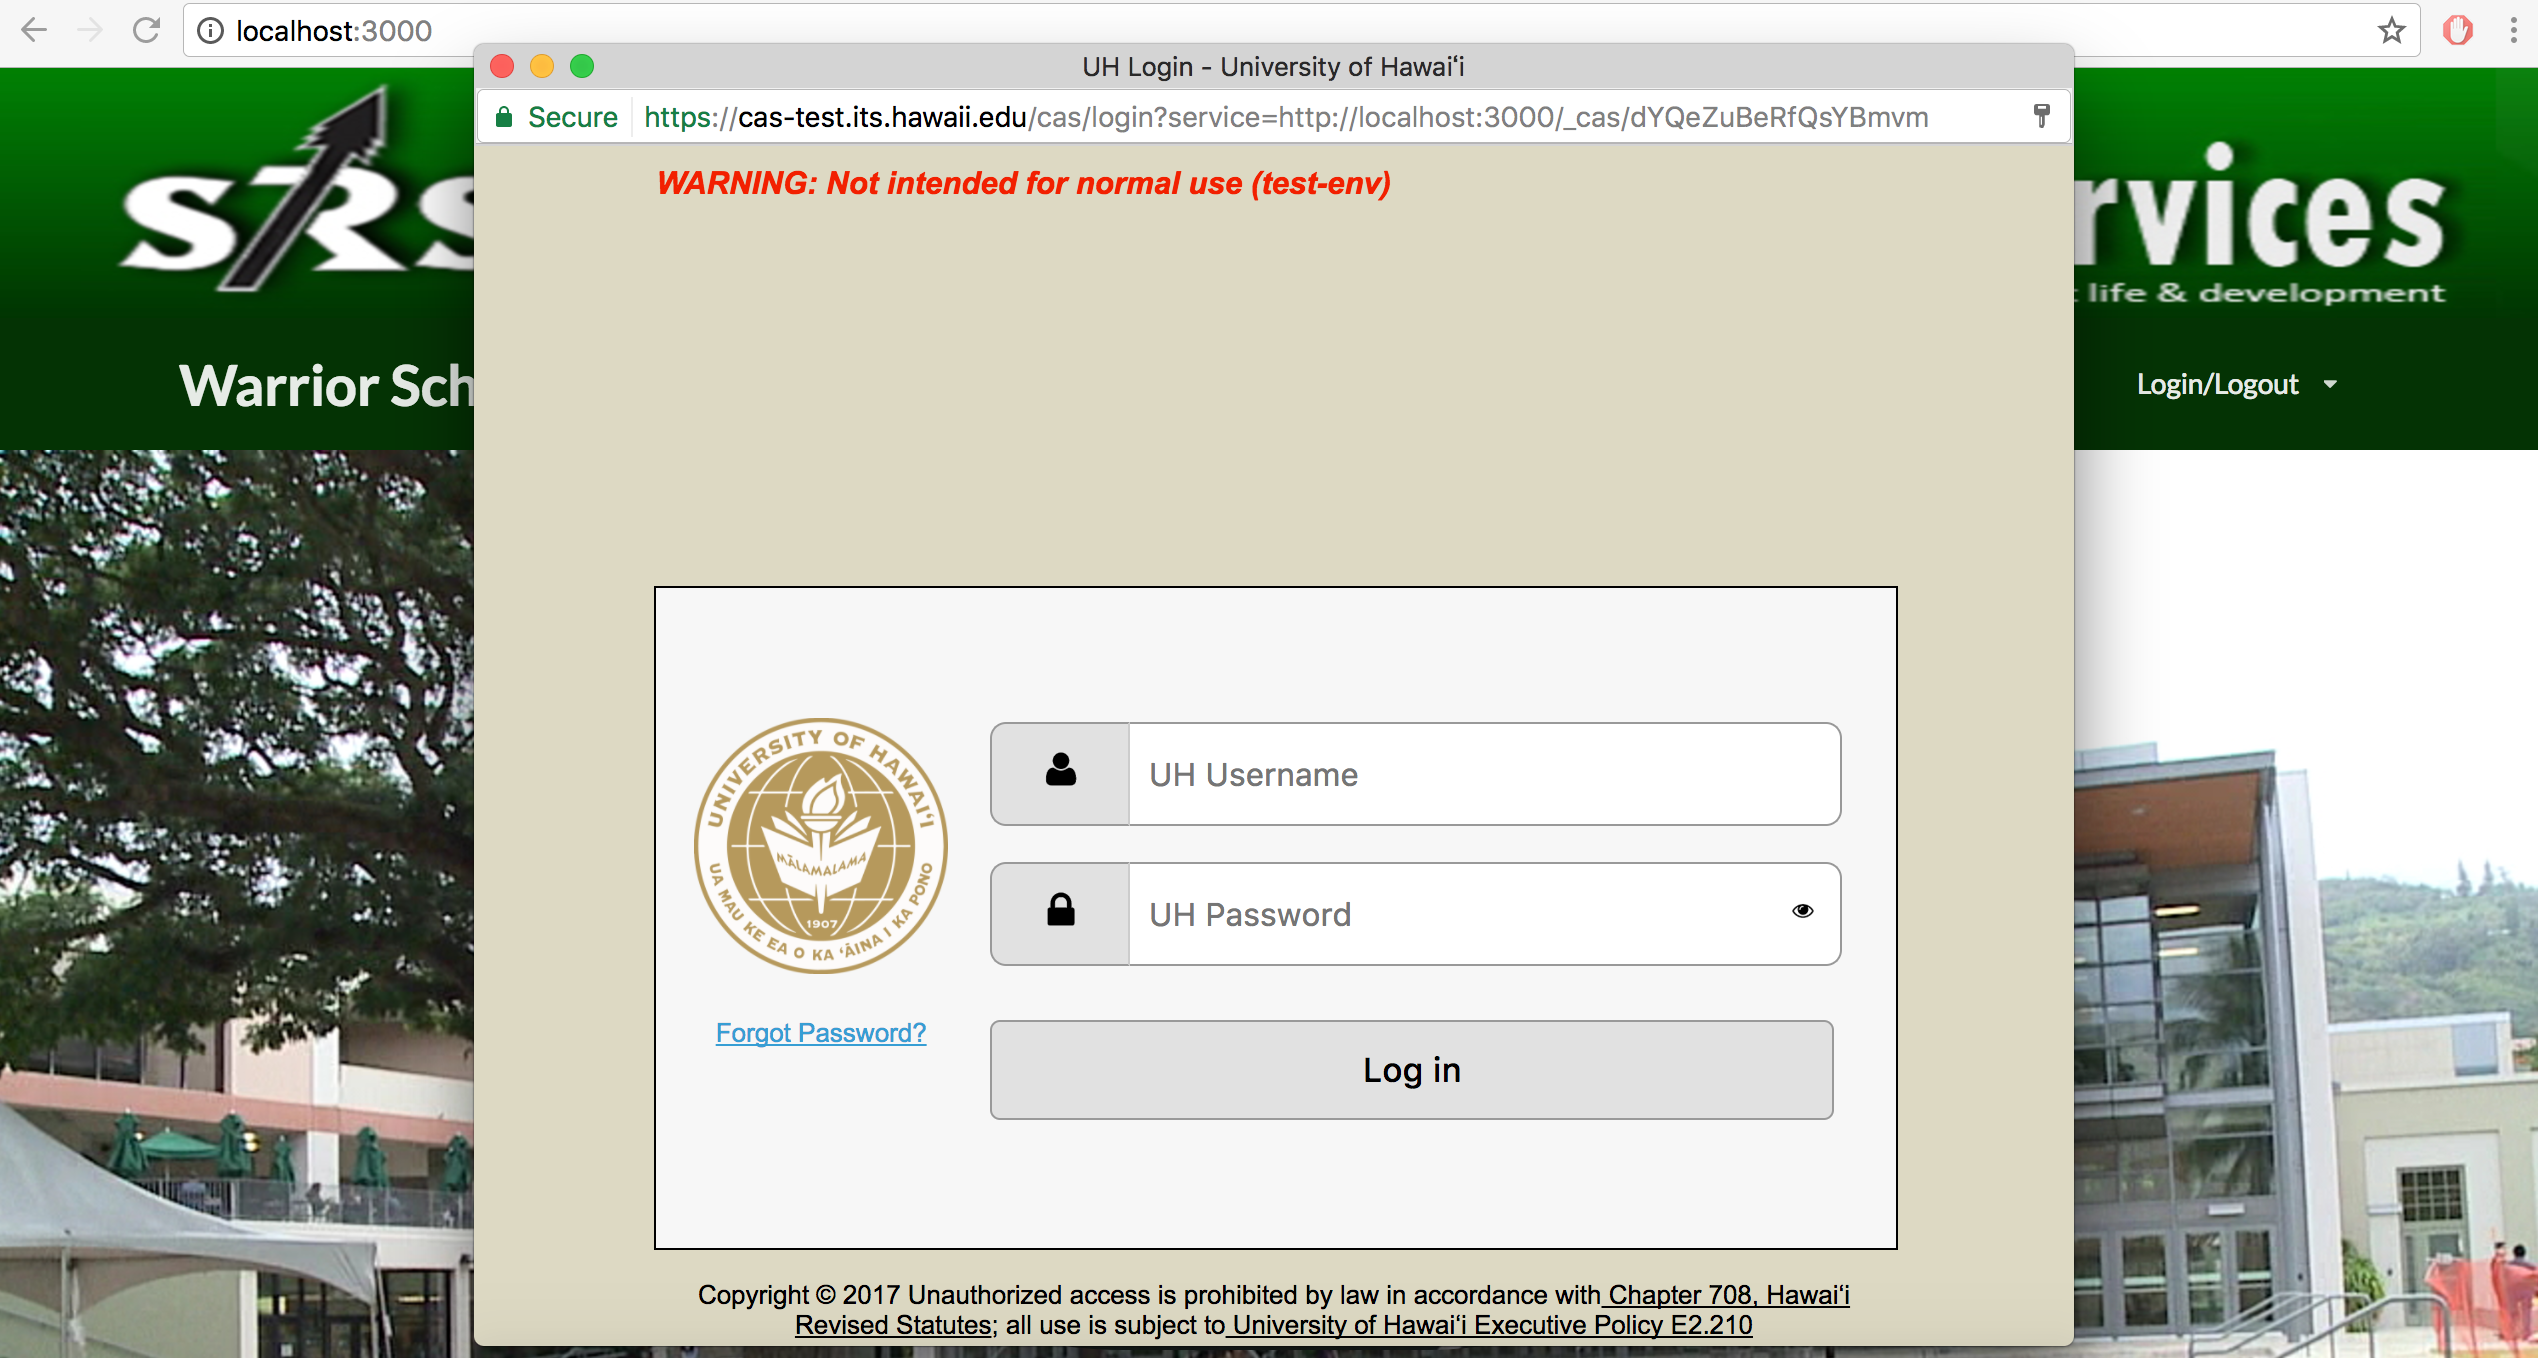 localhost:3000
UH Login - University of Hawaiʻi
Secure https://cas-test.its.hawaii.edu/cas/login?service=http://localhost:3000/_cas/dYQeZuBeRfQsYBmvm
WARNING: Not intended for normal use (test-env)
SRS
rvices
life & development
Warrior Sch
Login/Logout
UNIVERSITY OF HAWAIʻI
MĀLAMALAMA
1907
UA MAU KE EA O KA ʻĀINA I KA PONO
UH Username
UH Password
Forgot Password?
Log in
Copyright © 2017 Unauthorized access is prohibited by law in accordance with Chapter 708, Hawaiʻi
Revised Statutes; all use is subject to University of Hawaiʻi Executive Policy E2.210